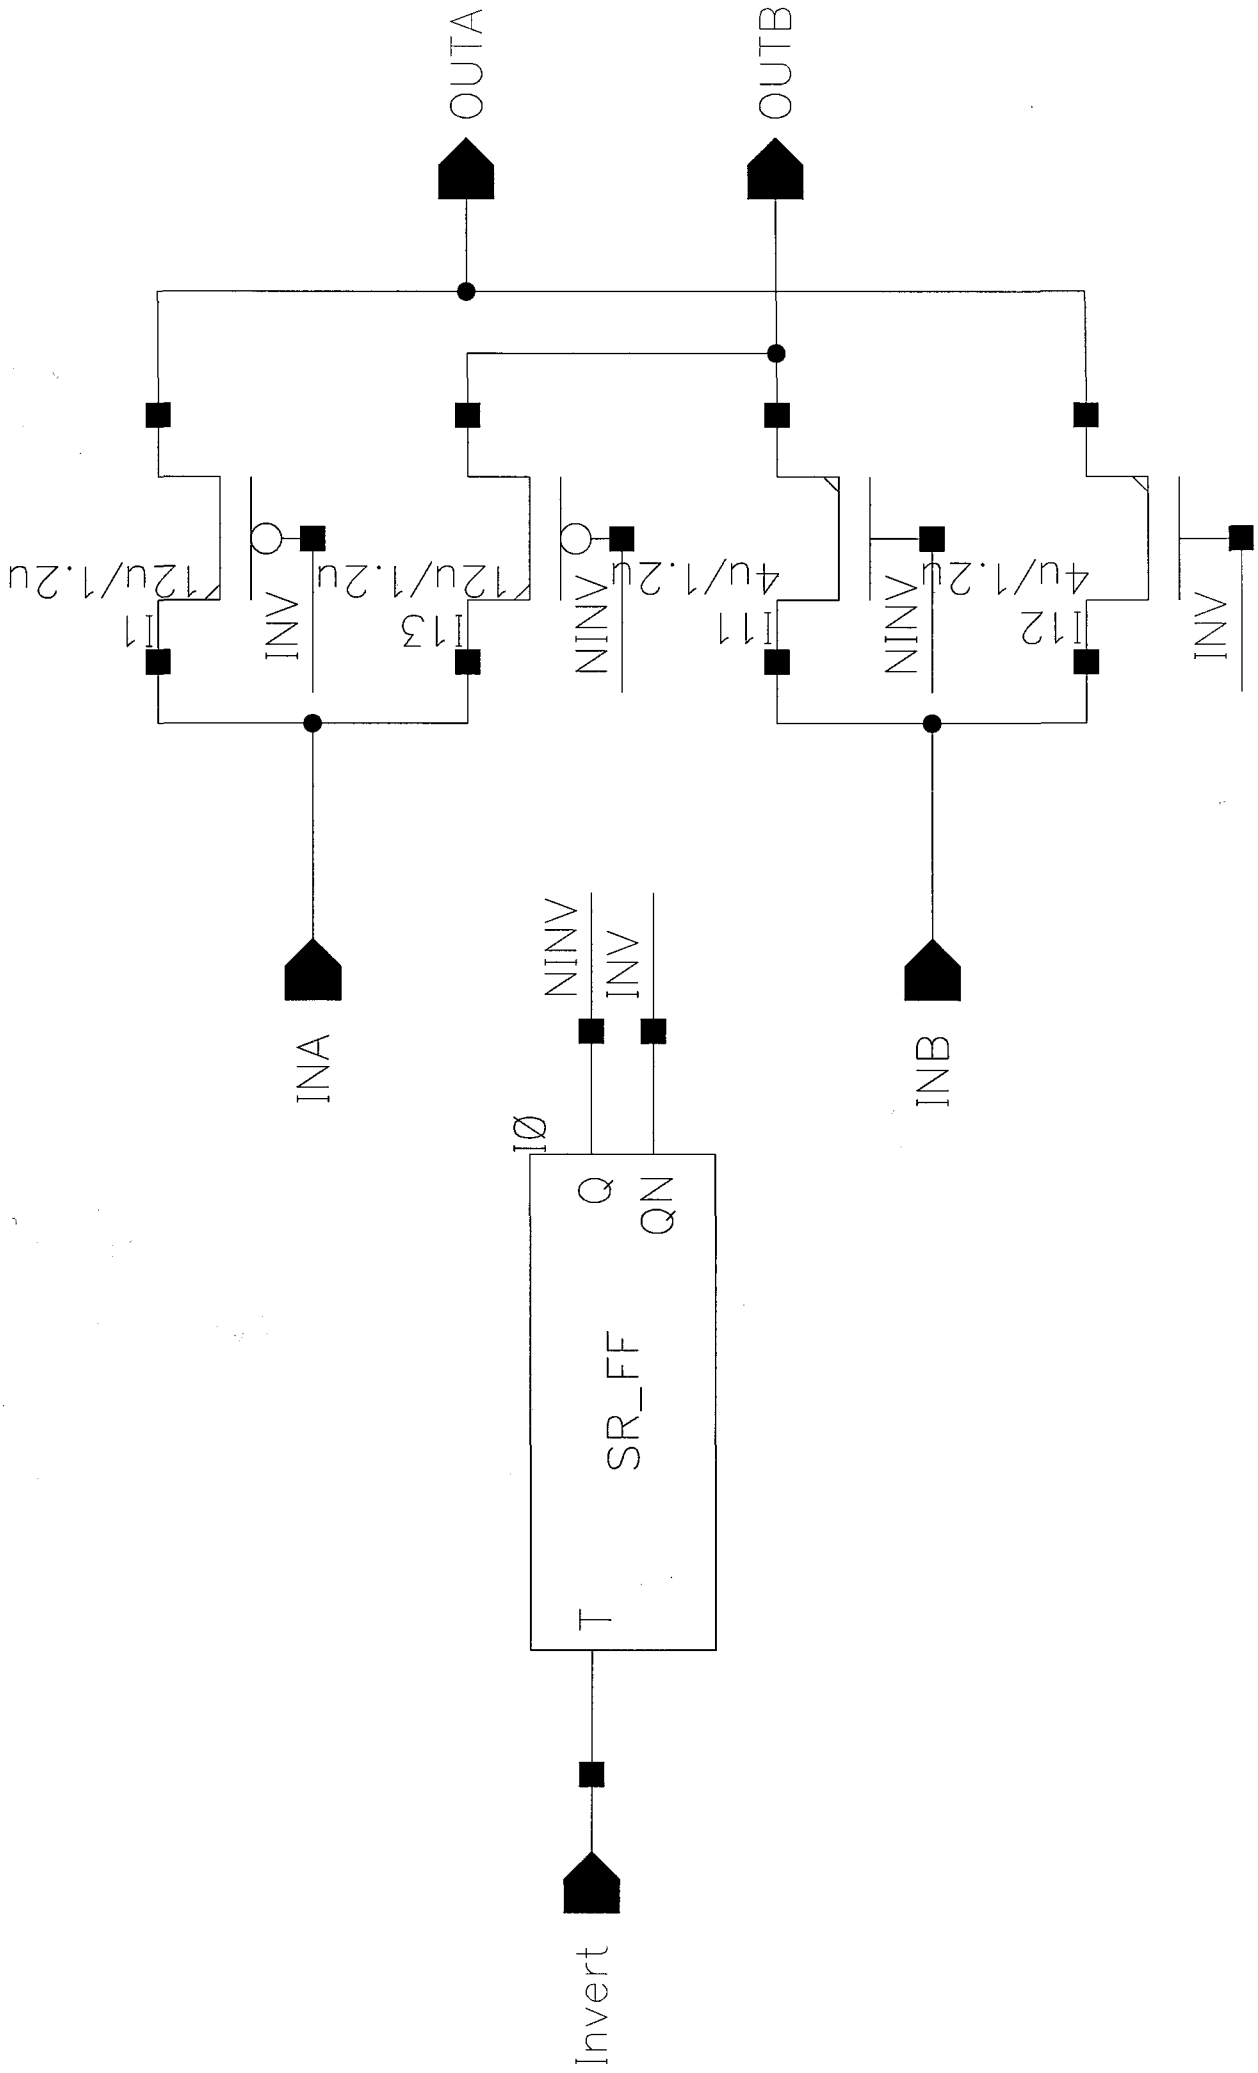 OUTA
OUTB
12u/1.2u
I1
INV
12u/1.2u
I13
NINV
4u/1.2u
I11
NINV
4u/1.2u
I12
INV
INA
NINV
INV
INB
IØ
Q
QN
SR_FF
T
Invert